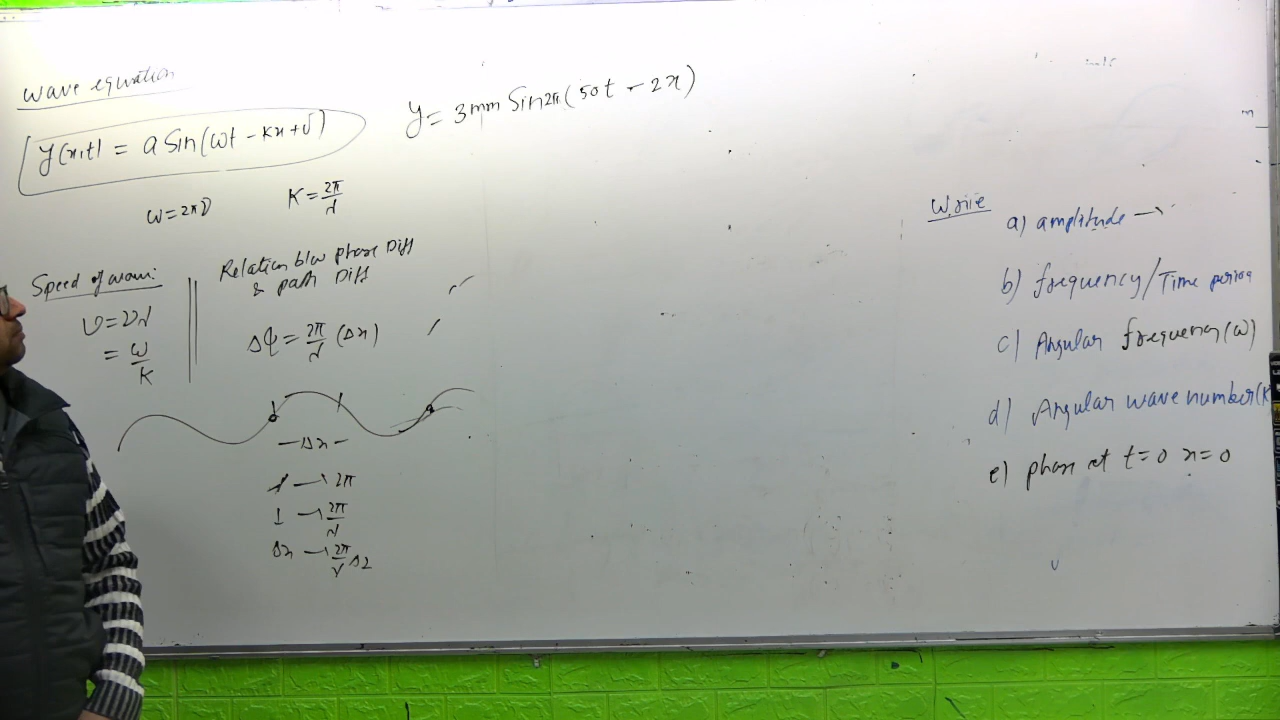 wave equation
y(x,t) = a Sin(ωt - kx + δ)
ω = 2πν
K = 2π/λ
Speed of wave:
υ = νλ
= ω/K
Relation b/w phase Diff
& path Diff
Δφ = 2π/λ (Δx)
Δx
λ → 2π
1 → 2π/λ
Δx → 2π/λ Δx
y = 3mm Sin2π(50t - 2x)
Write
a) amplitude →
b) frequency/Time period
c) Angular frequency(ω)
d) Angular wave number(K
e) phase at t=0 x=0